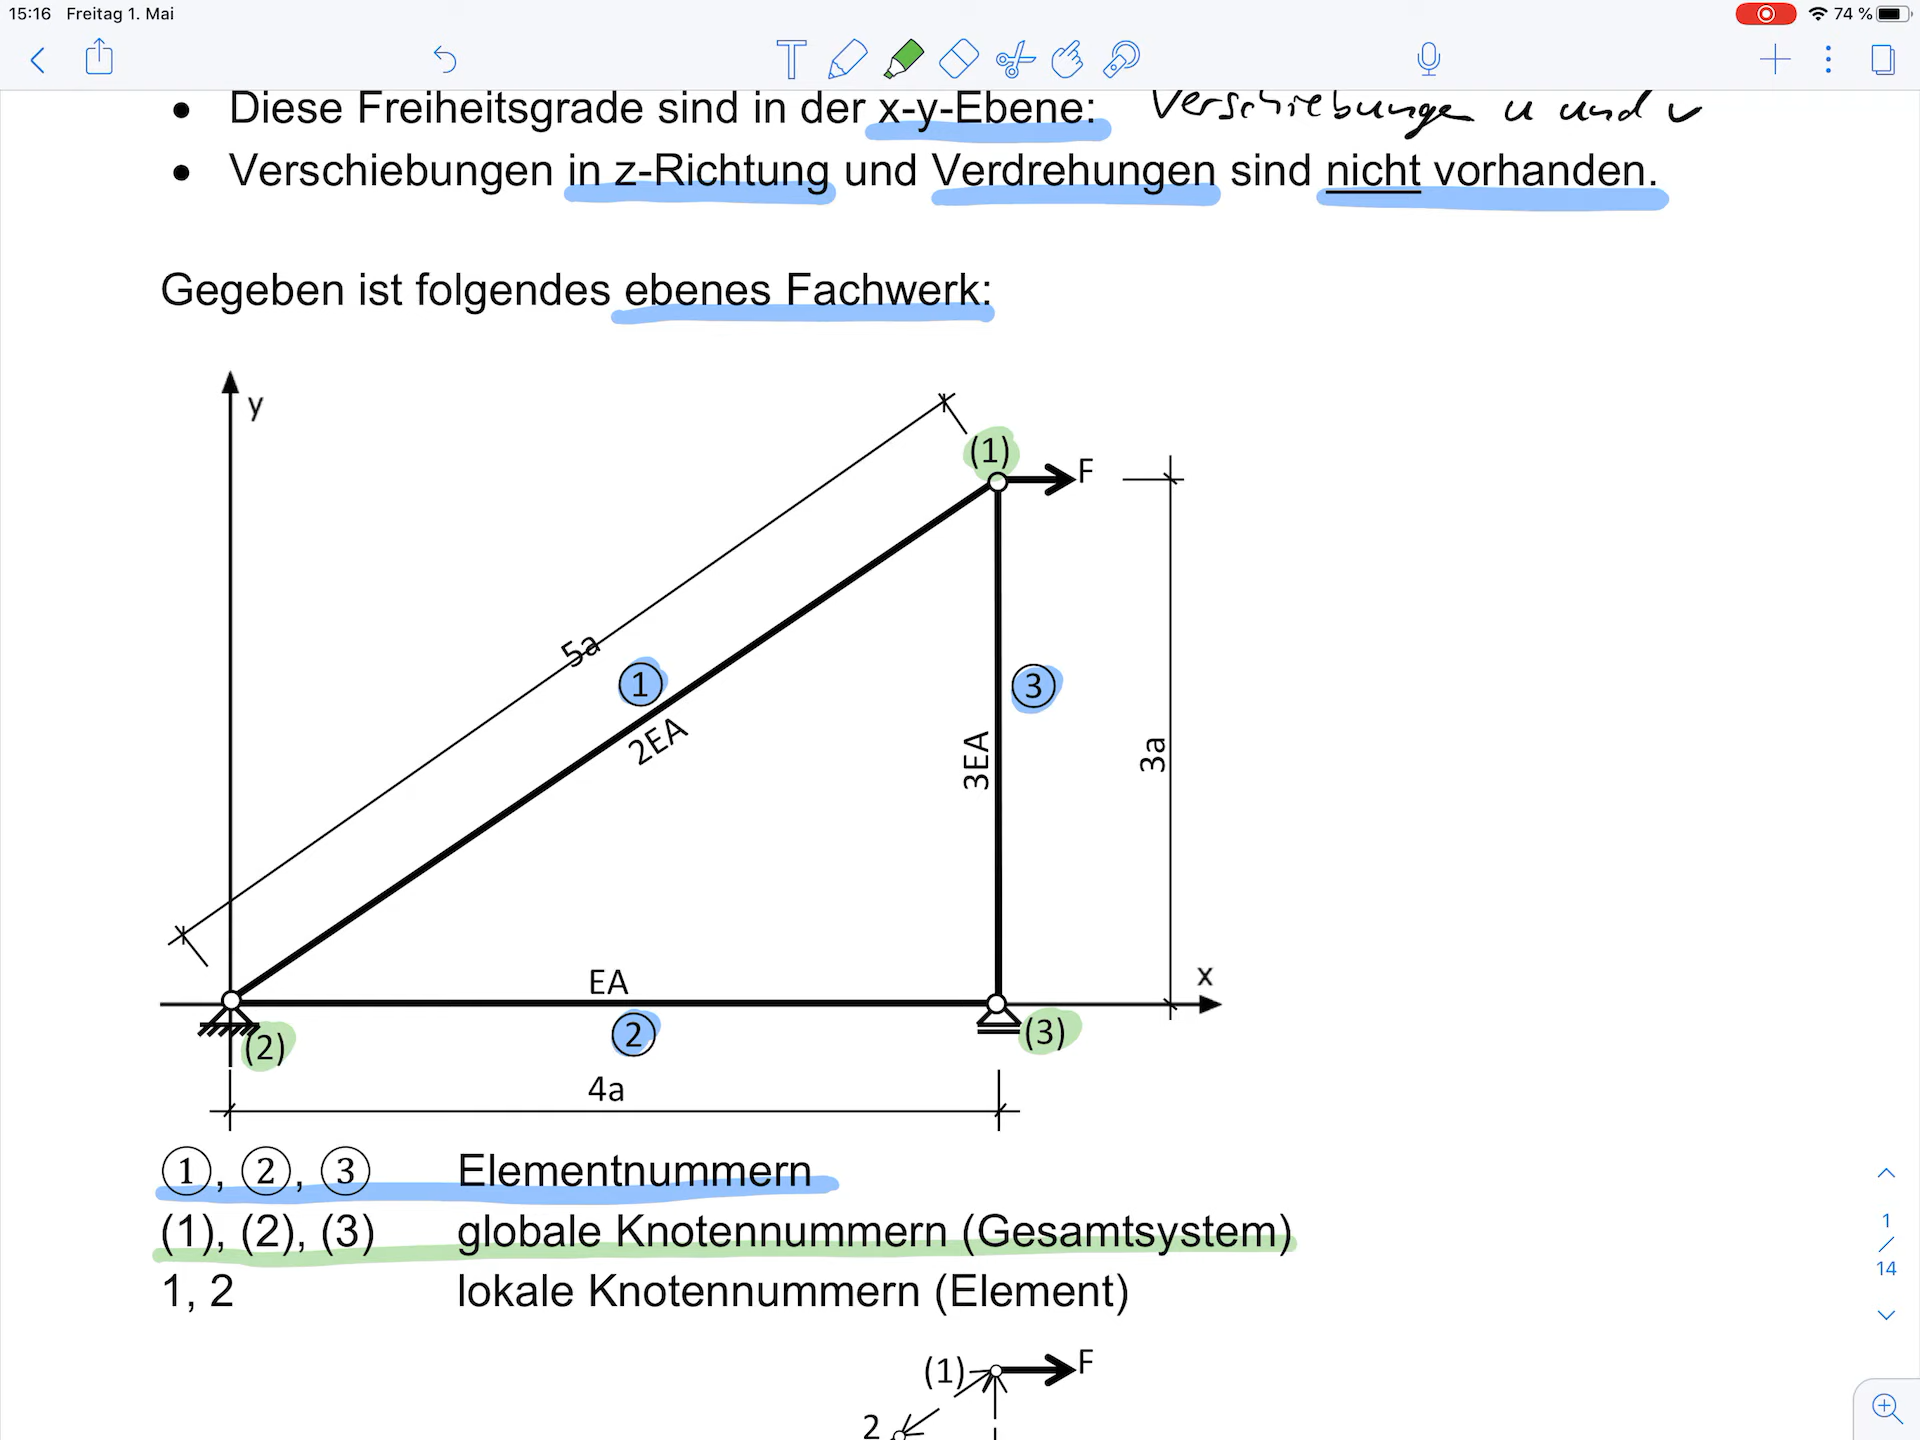 15:16 Freitag 1. Mai
74 %
• Diese Freiheitsgrade sind in der x-y-Ebene: Verschiebungen u und v
• Verschiebungen in z-Richtung und Verdrehungen sind nicht vorhanden.
Gegeben ist folgendes ebenes Fachwerk:
y
(1)
F
5a
①
2EA
③
3EA
3a
EA
x
(2)
②
(3)
4a
①, ②, ③ Elementnummern
(1), (2), (3) globale Knotennummern (Gesamtsystem)
1, 2 lokale Knotennummern (Element)
(1)
F
2
1
/
14